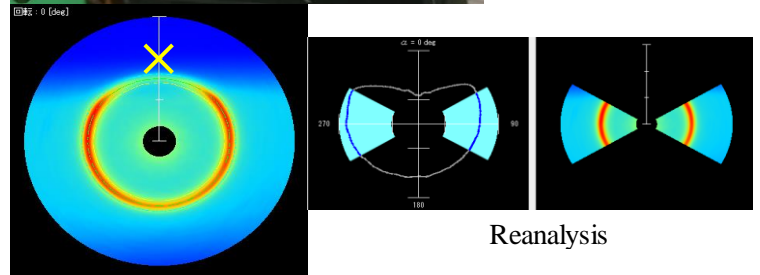 回転 : 0 [deg]
α = 0 deg
270
90
180
Reanalysis